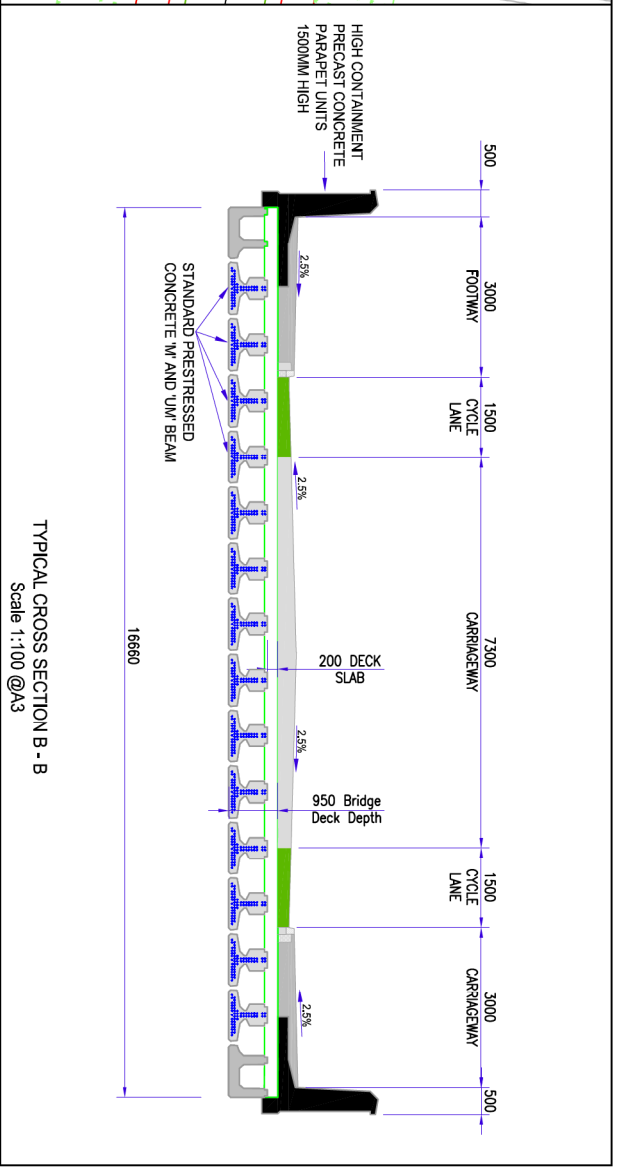 HIGH CONTAINMENT
PRECAST CONCRETE
PARAPET UNITS
1500MM HIGH
500
3000
FOOTWAY
1500
CYCLE
LANE
7300
CARRIAGEWAY
1500
CYCLE
LANE
3000
CARRIAGEWAY
500
2.5%
2.5%
2.5%
2.5%
200 DECK
SLAB
950 Bridge
Deck Depth
STANDARD PRESTRESSED
CONCRETE 'M' AND 'UM' BEAM
16660
TYPICAL CROSS SECTION B - B
Scale 1:100 @A3